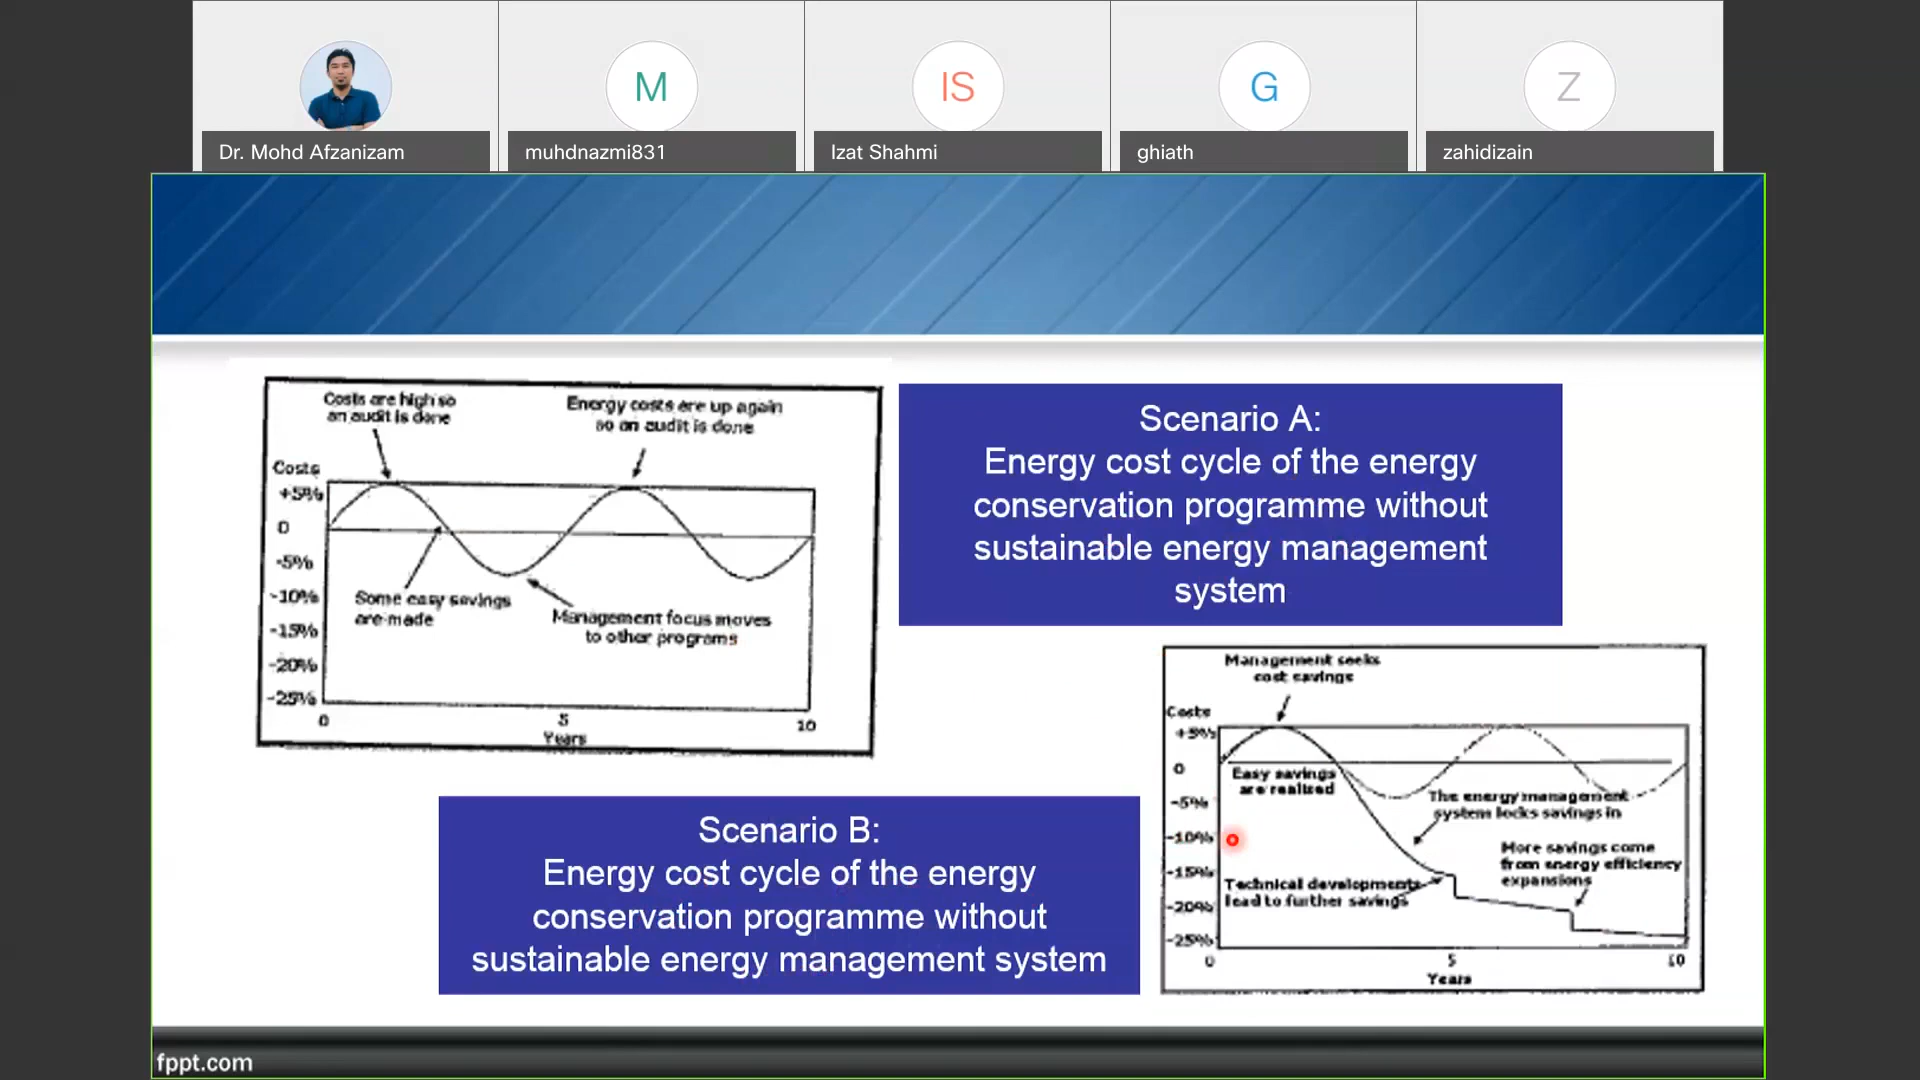 M
IS
G
Z
Dr. Mohd Afzanizam
muhdnazmi831
Izat Shahmi
ghiath
zahidizain
Costs are high so
an audit is done
Energy costs are up again
so an audit is done
Costs
+5%
0
-5%
-10%
-15%
-20%
-25%
Some easy savings
are made
Management focus moves
to other programs
0
5
10
Years
Scenario A:
Energy cost cycle of the energy
conservation programme without
sustainable energy management
system
Scenario B:
Energy cost cycle of the energy
conservation programme without
sustainable energy management system
Management seeks
cost savings
Costs
+5%
0
-5%
-10%
-15%
-20%
-25%
Easy savings
are realized
The energy management
system locks savings in
More savings come
from energy efficiency
expansions
Technical developments
lead to further savings
0
5
10
Years
fppt.com